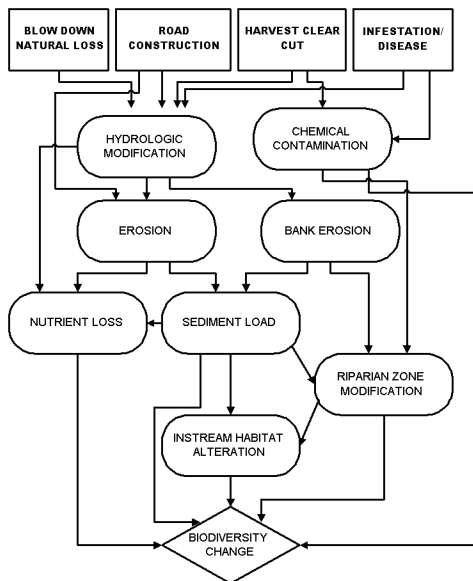 BLOW DOWN
NATURAL LOSS
ROAD
CONSTRUCTION
HARVEST CLEAR
CUT
INFESTATION/
DISEASE
HYDROLOGIC
MODIFICATION
CHEMICAL
CONTAMINATION
EROSION
BANK EROSION
NUTRIENT LOSS
SEDIMENT LOAD
RIPARIAN ZONE
MODIFICATION
INSTREAM HABITAT
ALTERATION
BIODIVERSITY
CHANGE